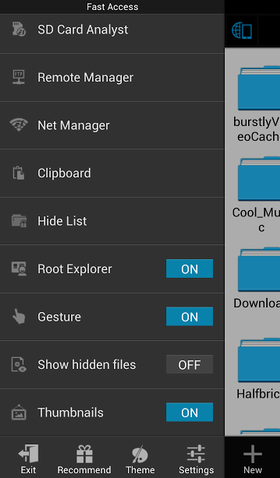 Fast Access
SD Card Analyst
Remote Manager
Net Manager
Clipboard
Hide List
Root Explorer
ON
Gesture
ON
Show hidden files
OFF
Thumbnails
ON
Exit
Recommend
Theme
Settings
burstlyV
eoCach
Cool_Mu
c
Downloa
Halfbric
New